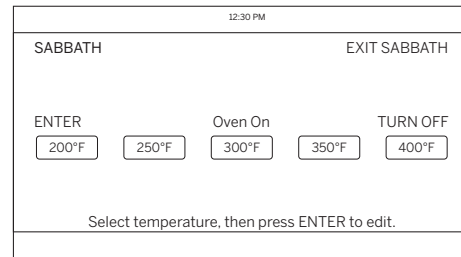 12:30 PM
SABBATH EXIT SABBATH
ENTER Oven On TURN OFF
200°F 250°F 300°F 350°F 400°F
Select temperature, then press ENTER to edit.